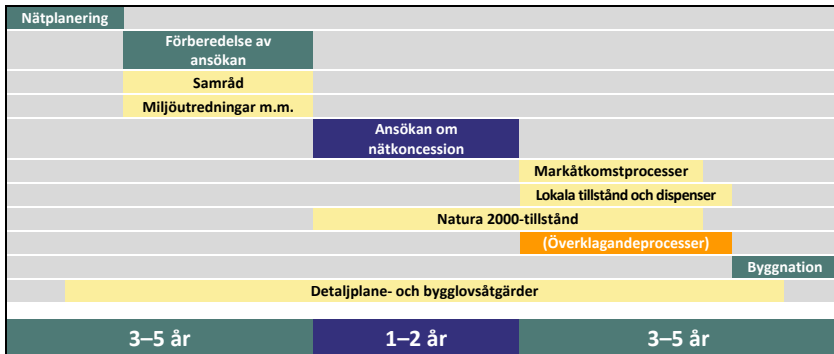 Nätplanering
Förberedelse av
ansökan
Samråd
Miljöutredningar m.m.
Ansökan om
nätkoncession
Markåtkomstprocesser
Lokala tillstånd och dispenser
Natura 2000-tillstånd
(Överklagandeprocesser)
Byggnation
Detaljplane- och bygglovsåtgärder
3–5 år 1–2 år 3–5 år